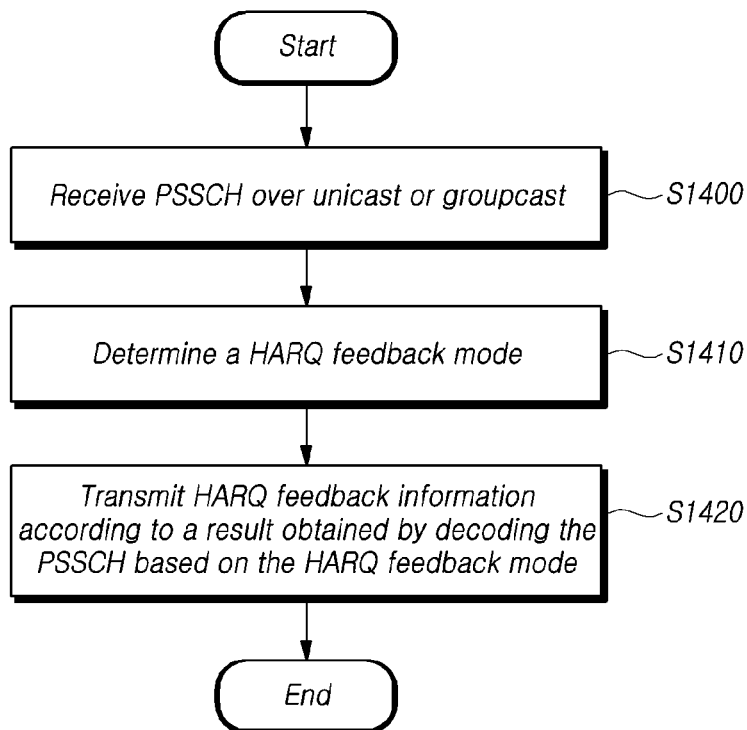 Start
Receive PSSCH over unicast or groupcast
S1400
Determine a HARQ feedback mode
S1410
Transmit HARQ feedback information
according to a result obtained by decoding the
PSSCH based on the HARQ feedback mode
S1420
End